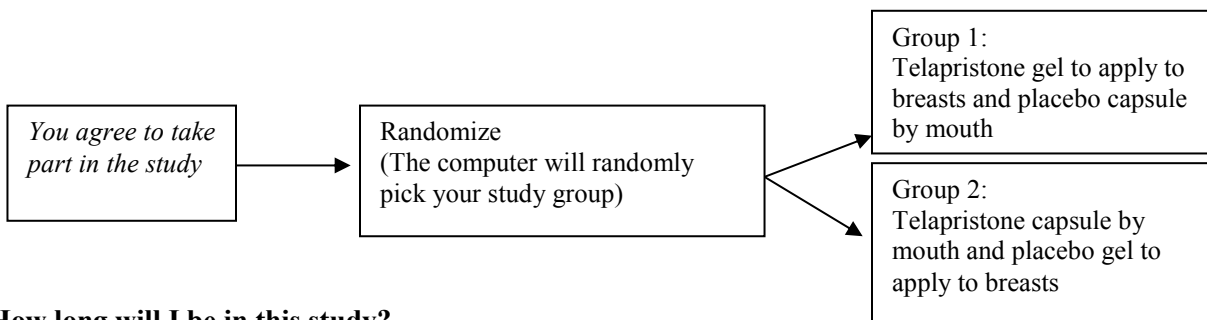 You agree to take
part in the study
Randomize
(The computer will randomly
pick your study group)
Group 1:
Telapristone gel to apply to
breasts and placebo capsule
by mouth
Group 2:
Telapristone capsule by
mouth and placebo gel to
apply to breasts
How long will I be in this study?